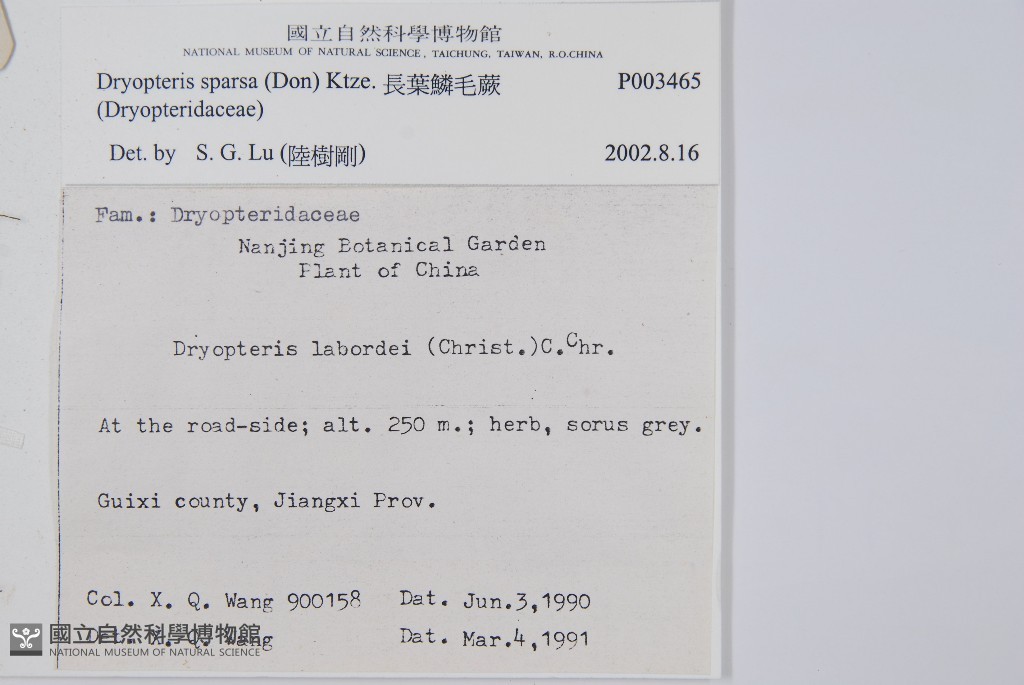 國立自然科學博物館
NATIONAL MUSEUM OF NATURAL SCIENCE, TAICHUNG, TAIWAN, R.O.CHINA
Dryopteris sparsa (Don) Ktze. 長葉鱗毛蕨 P003465
(Dryopteridaceae)
Det. by S. G. Lu (陸樹剛) 2002.8.16
Fam.: Dryopteridaceae
Nanjing Botanical Garden
Plant of China
Dryopteris labordei (Christ.)C.Chr.
At the road-side; alt. 250 m.; herb, sorus grey.
Guixi county, Jiangxi Prov.
Col. X. Q. Wang 900158 Dat. Jun.3,1990
Det. X. Q. Wang Dat. Mar.4,1991
國立自然科學博物館
NATIONAL MUSEUM OF NATURAL SCIENCE